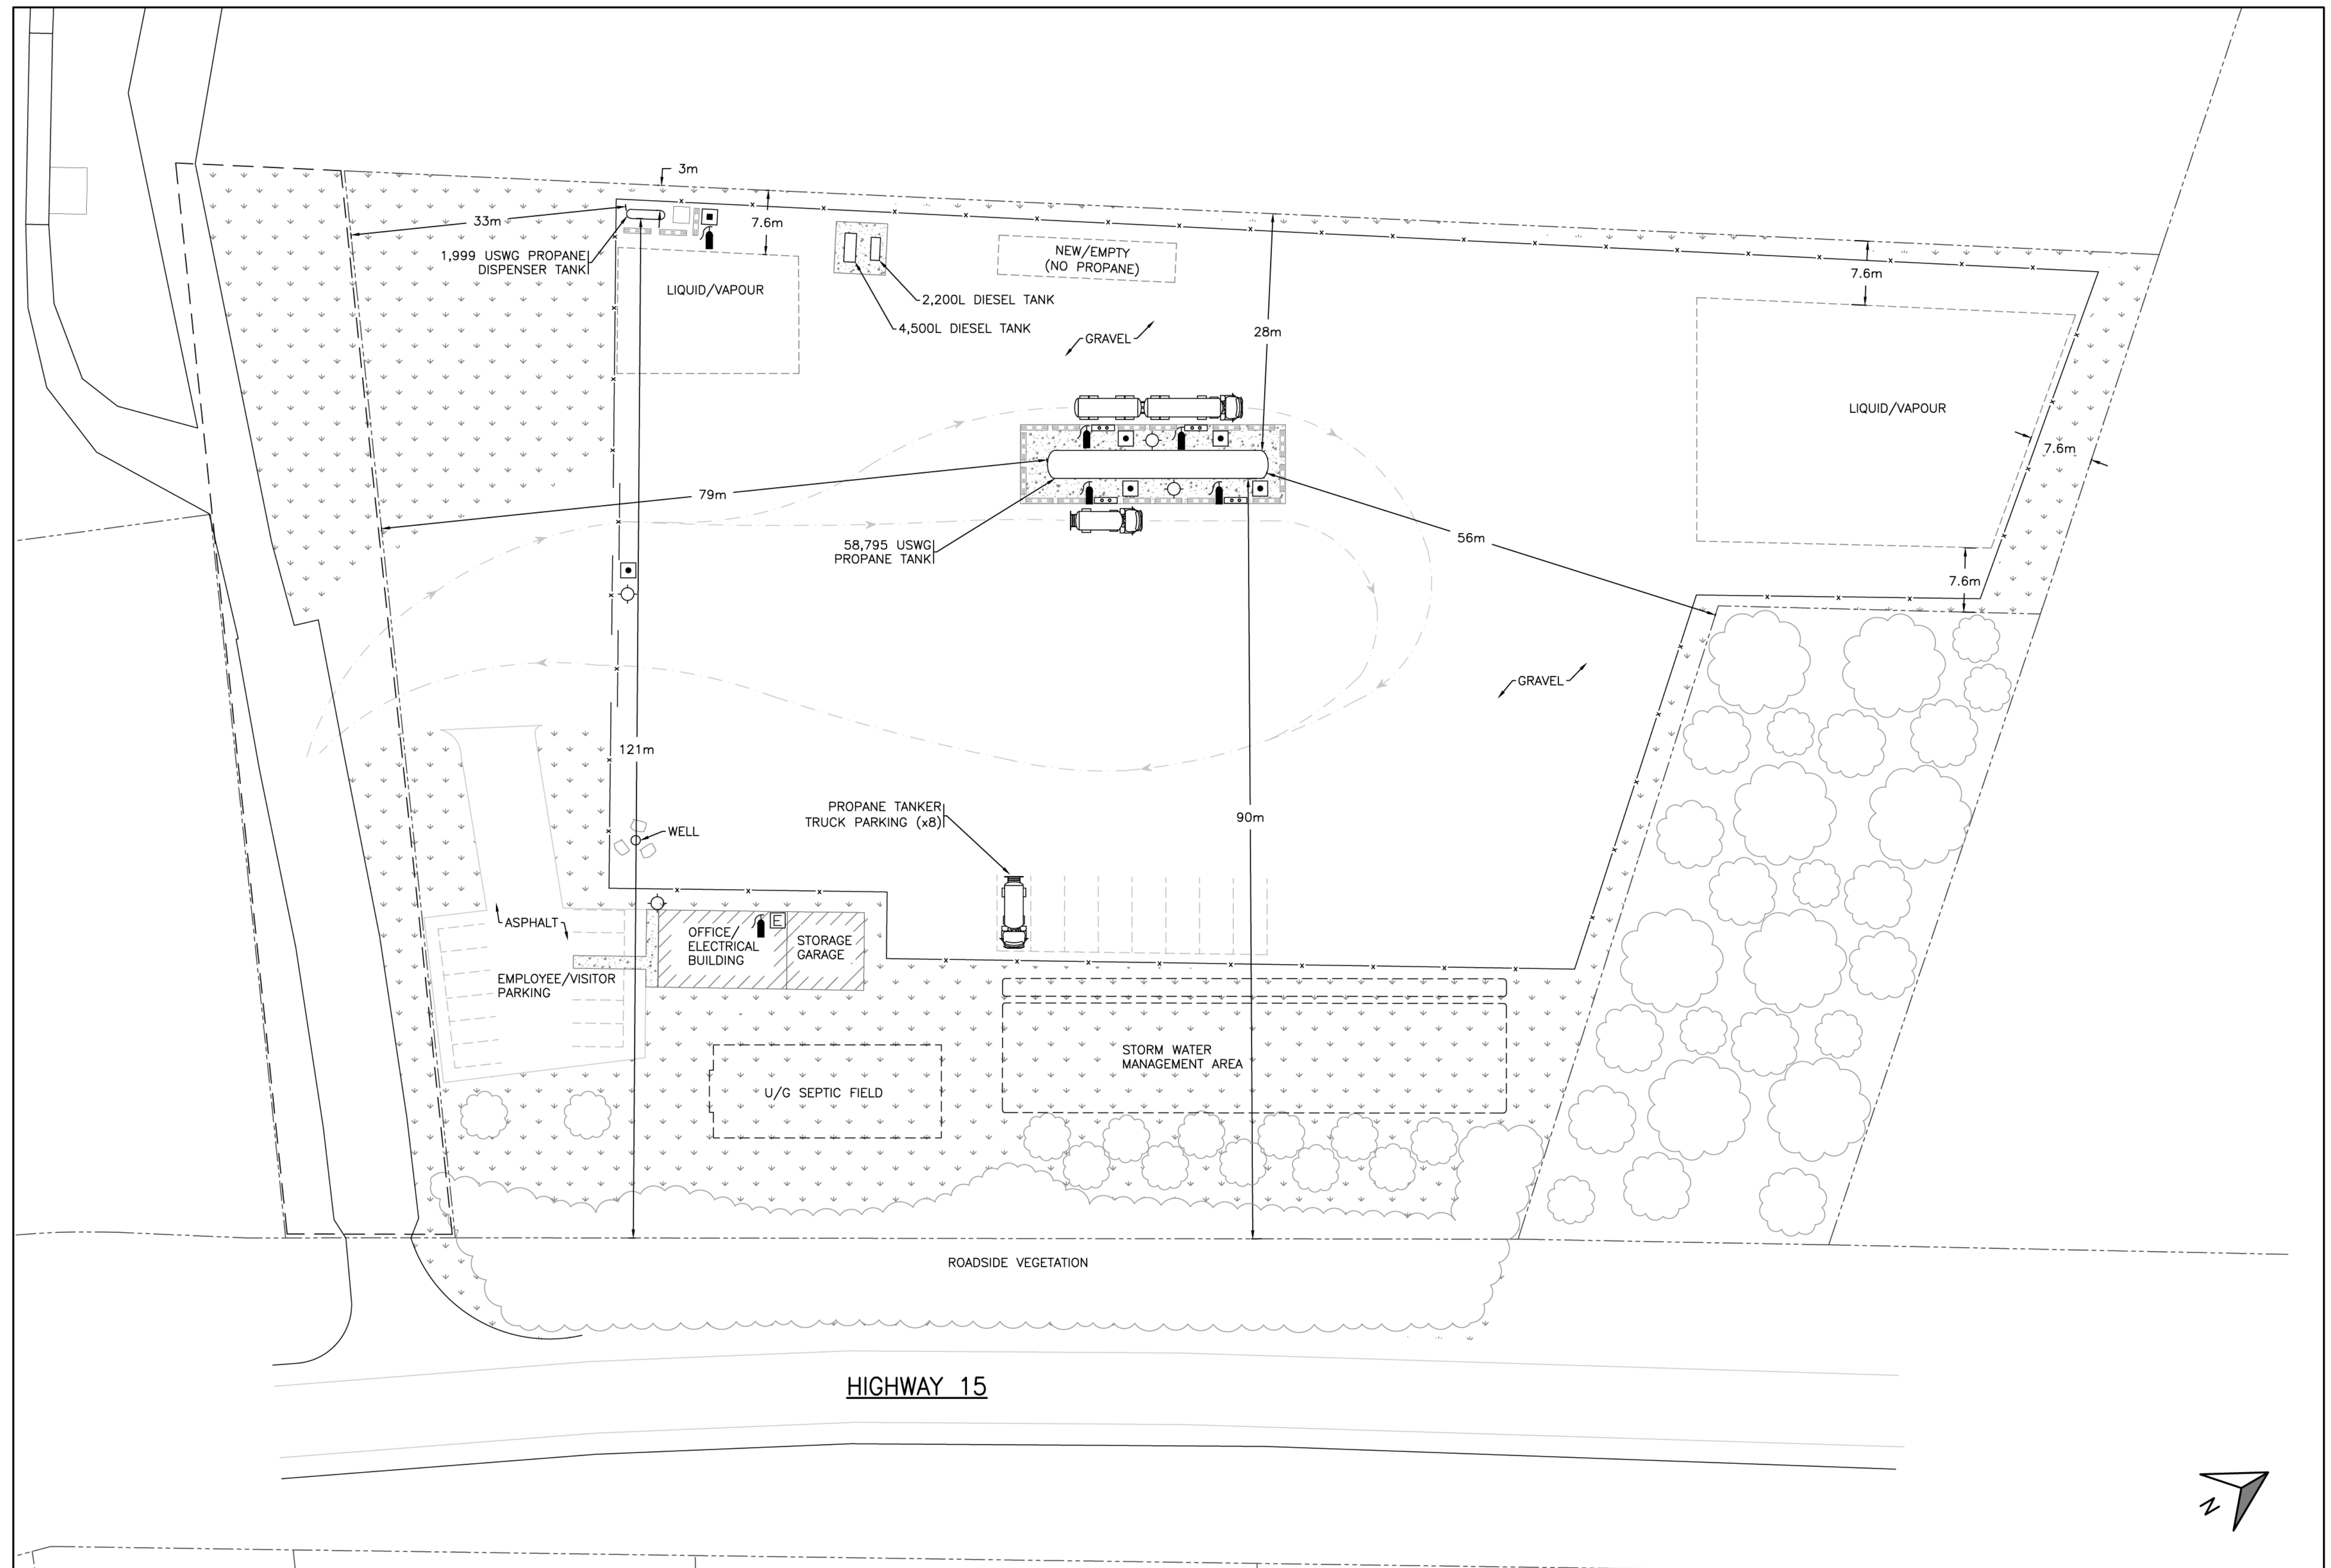 3m
33m
7.6m
1,999 USWG PROPANE
DISPENSER TANK
LIQUID/VAPOUR
NEW/EMPTY
(NO PROPANE)
2,200L DIESEL TANK
4,500L DIESEL TANK
GRAVEL
28m
7.6m
LIQUID/VAPOUR
7.6m
79m
58,795 USWG
PROPANE TANK
56m
7.6m
GRAVEL
121m
PROPANE TANKER
TRUCK PARKING (x8)
90m
WELL
ASPHALT
OFFICE/
ELECTRICAL
BUILDING
E
STORAGE
GARAGE
EMPLOYEE/VISITOR
PARKING
STORM WATER
MANAGEMENT AREA
U/G SEPTIC FIELD
ROADSIDE VEGETATION
HIGHWAY 15
N